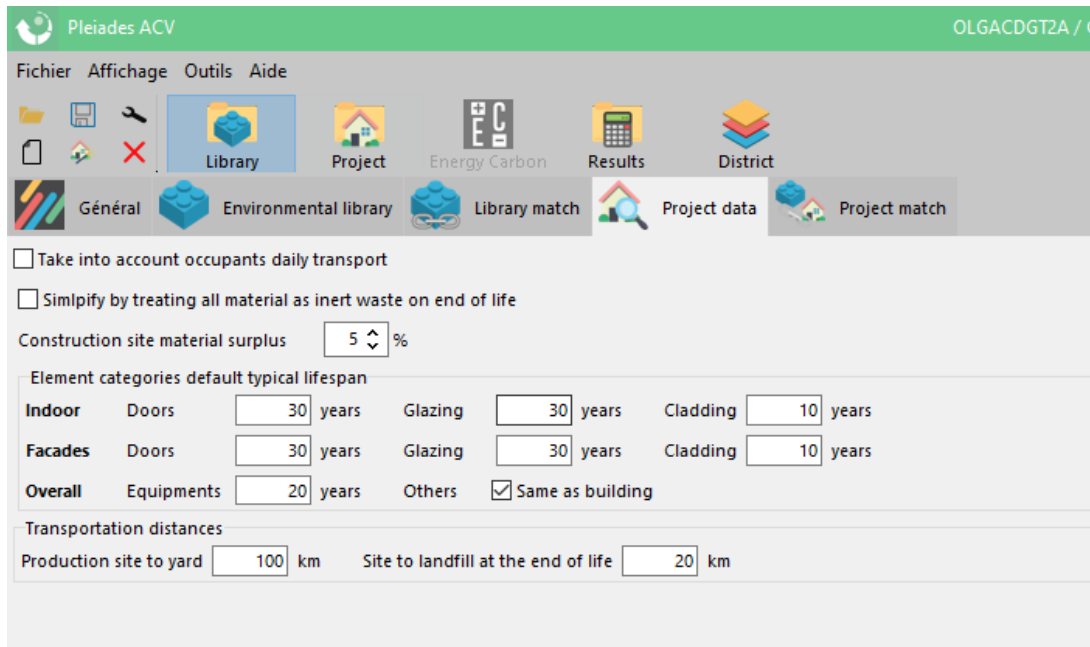 Pleiades ACV OLGACDGT2A /
Fichier Affichage Outils Aide
Library Project Energy Carbon Results District
+ E C -
Général Environmental library Library match Project data Project match
Take into account occupants daily transport
Simlpify by treating all material as inert waste on end of life
Construction site material surplus 5 %
Element categories default typical lifespan
Indoor Doors 30 years Glazing 30 years Cladding 10 years
Facades Doors 30 years Glazing 30 years Cladding 10 years
Overall Equipments 20 years Others Same as building
Transportation distances
Production site to yard 100 km Site to landfill at the end of life 20 km